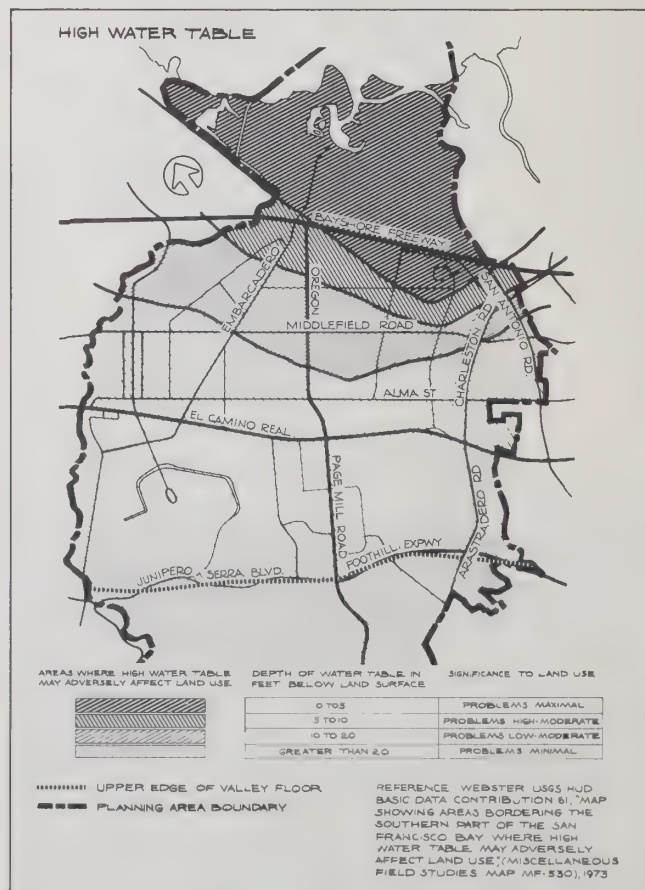 HIGH WATER TABLE
BAYSHORE FREEWAY
EMBARCADERO
OREGON
SAN ANTONIO RD.
MIDDLEFIELD ROAD
CHARLESTON RD
ALMA ST
EL CAMINO REAL
PAGE MILL ROAD
ARASTRADERO RD
FOOTHILL EXPWY
JUNIPERO SERRA BLVD.
AREAS WHERE HIGH WATER TABLE
MAY ADVERSELY AFFECT LAND USE
DEPTH OF WATER TABLE IN
FEET BELOW LAND SURFACE
SIGNIFICANCE TO LAND USE
0 TO 5 PROBLEMS MAXIMAL
5 TO 10 PROBLEMS HIGH-MODERATE
10 TO 20 PROBLEMS LOW-MODERATE
GREATER THAN 20 PROBLEMS MINIMAL
UPPER EDGE OF VALLEY FLOOR
PLANNING AREA BOUNDARY
REFERENCE WEBSTER USGS HUD
BASIC DATA CONTRIBUTION 61, "MAP
SHOWING AREAS BORDERING THE
SOUTHERN PART OF THE SAN
FRANCISCO BAY WHERE HIGH
WATER TABLE MAY ADVERSELY
AFFECT LAND USE", (MISCELLANEOUS
FIELD STUDIES MAP MF-530), 1973